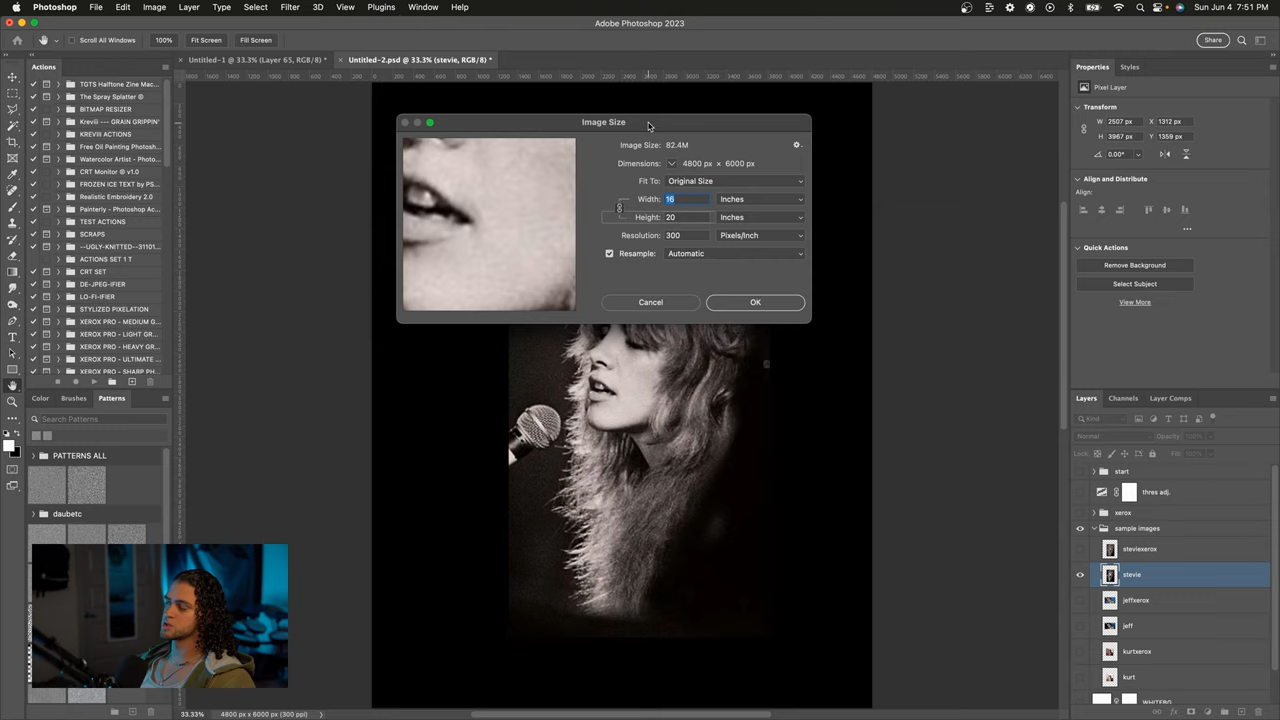 Photoshop File Edit Image Layer Type Select Filter 3D View Plugins Window Help Sun Jun 4 7:51 PM
Adobe Photoshop 2023
Scroll All Windows 100% Fit Screen Fill Screen Share
Untitled-1 @ 33.3% (Layer 65, RGB/8) * Untitled-2.psd @ 33.3% (stevie, RGB/8) *
Actions
TGTS Halftone Zine Mac...
The Spray Splatter ©
BITMAP RESIZER
Kreviii --- GRAIN GRIPPIN'
KREVIII ACTIONS
Free Oil Painting Photosh...
Watercolor Artist - Photo...
CRT Monitor ® v1.0
FROZEN ICE TEXT by PS...
Realistic Embroidery 2.0
Painterly - Photoshop Ac...
TEST ACTIONS
SCRAPS
--UGLY-KNITTED--31101...
ACTIONS SET 1 T
CRT SET
DE-JPEG-IFIER
LO-FI-IFIER
STYLIZED PIXELATION
XEROX PRO - MEDIUM G...
XEROX PRO - LIGHT GR...
XEROX PRO - HEAVY GR...
XEROX PRO - ULTIMATE ...
XEROX PRO - SHARP PH...
Color Brushes Patterns
Search Patterns
PATTERNS ALL
daubetc
Image Size
Image Size: 82.4M
Dimensions: 4800 px × 6000 px
Fit To: Original Size
Width: 16 Inches
Height: 20 Inches
Resolution: 300 Pixels/Inch
Resample: Automatic
Cancel OK
33.33% 4800 px x 6000 px (300 ppi)
Properties Styles
Pixel Layer
Transform
W 2507 px X 1312 px
H 3967 px Y 1359 px
0.00°
Align and Distribute
Align:
Quick Actions
Remove Background
Select Subject
View More
Layers Channels Layer Comps
Kind
Normal Opacity: 100%
Lock: Fill: 100%
start
thres adj.
xerox
sample images
steviexerox
stevie
jeffxerox
jeff
kurtxerox
kurt